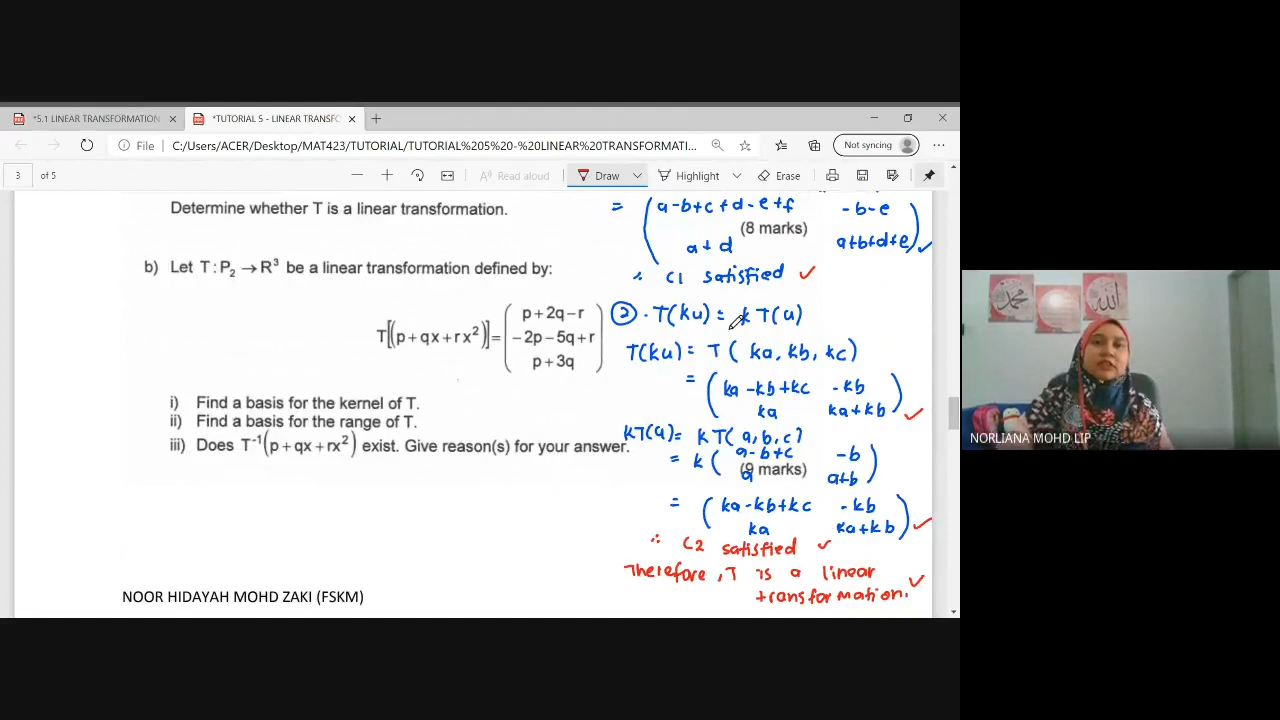 *5.1 LINEAR TRANSFORMATION
*TUTORIAL 5 - LINEAR TRANSFO
File
C:/Users/ACER/Desktop/MAT423/TUTORIAL/TUTORIAL%205%20-%20LINEAR%20TRANSFORMATI...
Not syncing
3 of 5
Read aloud
Draw
Highlight
Erase
Determine whether T is a linear transformation.
(8 marks)
b) Let T : P₂ → R³ be a linear transformation defined by:
T[(p + qx + rx²)] = ( p + 2q − r
−2p − 5q + r
p + 3q )
i) Find a basis for the kernel of T.
ii) Find a basis for the range of T.
iii) Does T⁻¹(p + qx + rx²) exist. Give reason(s) for your answer.
(9 marks)
NOOR HIDAYAH MOHD ZAKI (FSKM)
= ( a-b+c+d-e+f   -b-e
a+d   a+b+d+e ) ✓
∴ C1 satisfied ✓
② · T(ku) = k T(u)
T(ku) = T ( ka, kb, kc)
= ( ka-kb+kc   -kb
ka   ka+kb ) ✓
kT(u) = k T( a, b, c)
= k ( a-b+c   -b
a   a+b )
= ( ka-kb+kc   -kb
ka   ka+kb ) ✓
∴ C2 satisfied ✓
Therefore, T is a linear
transformation. ✓
NORLIANA MOHD LIP